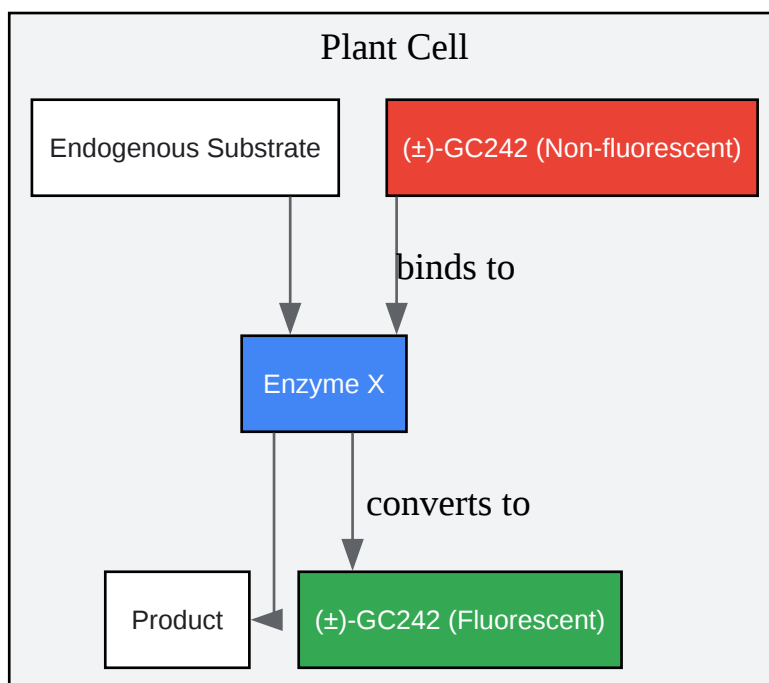 Plant Cell
Endogenous Substrate
(±)-GC242 (Non-fluorescent)
binds to
Enzyme X
converts to
Product
(±)-GC242 (Fluorescent)